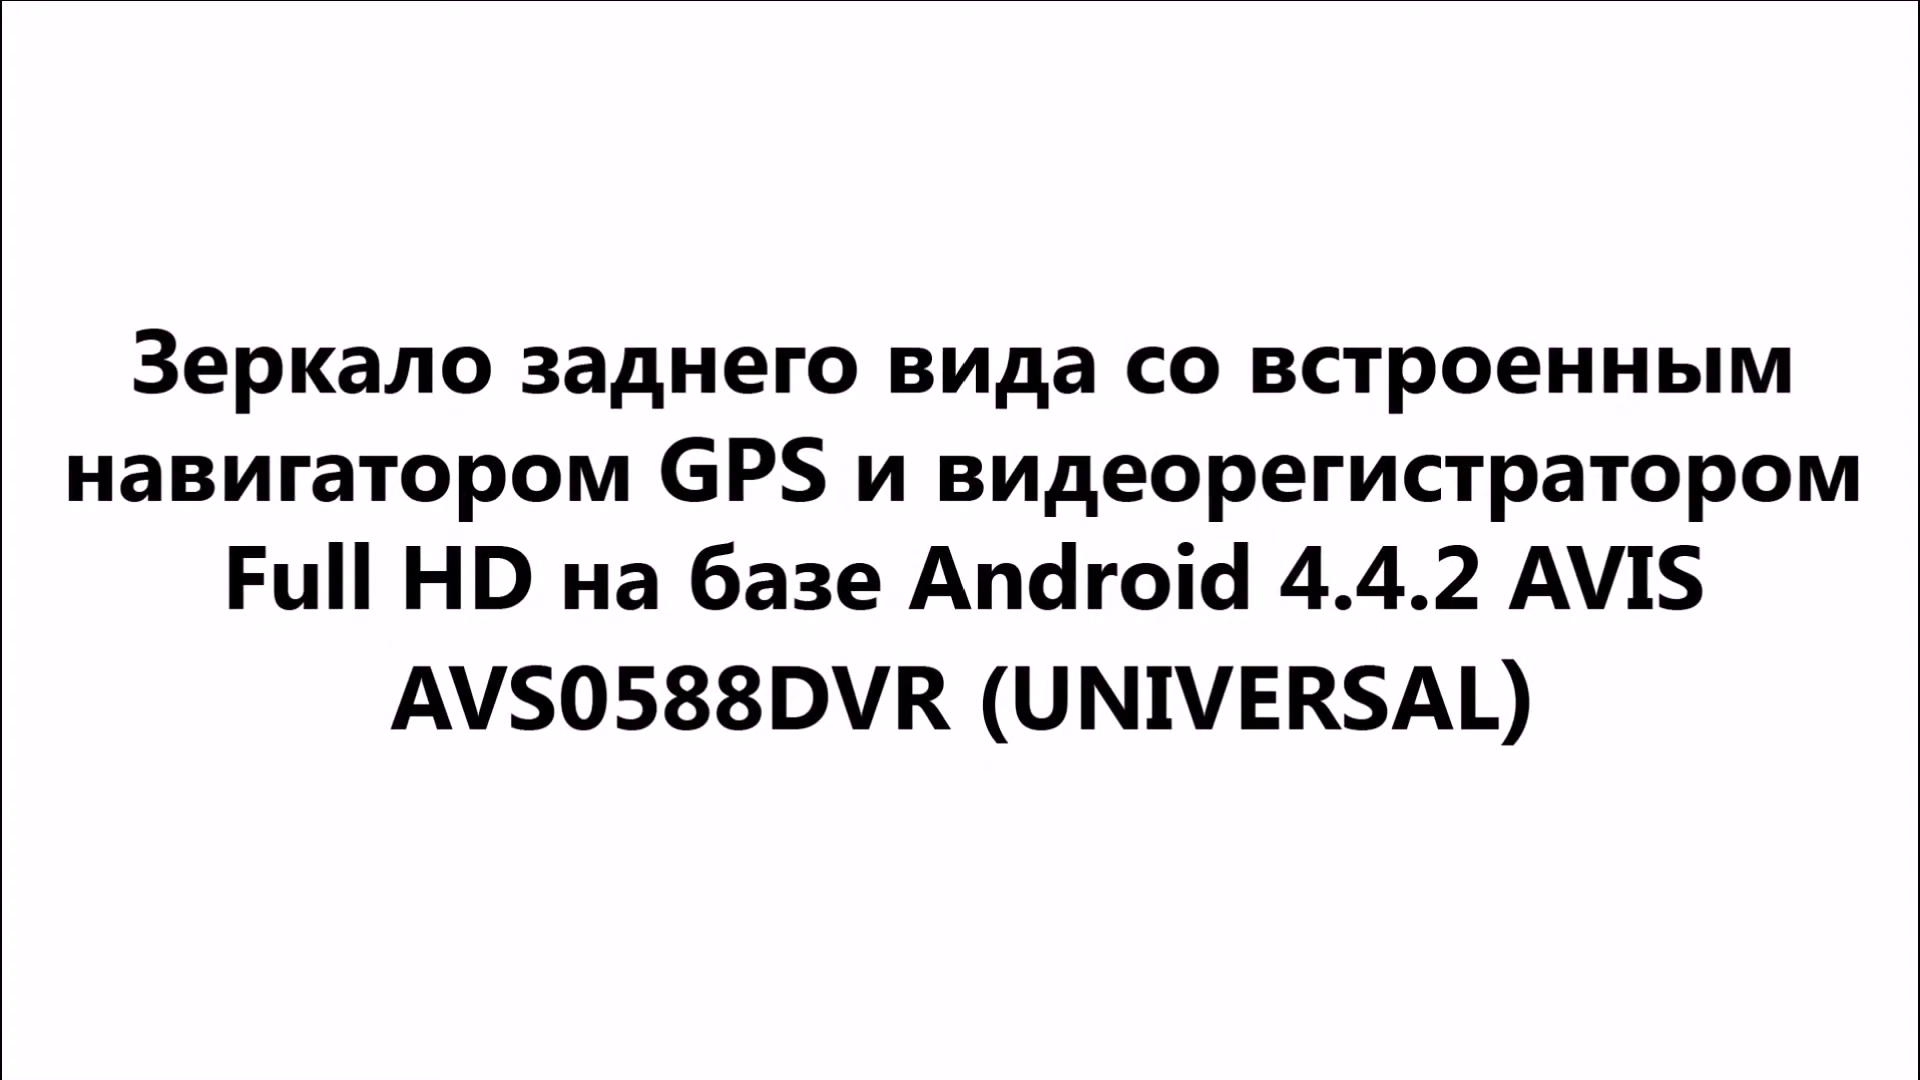 Зеркало заднего вида со встроенным
навигатором GPS и видеорегистратором
Full HD на базе Android 4.4.2 AVIS
AVS0588DVR (UNIVERSAL)